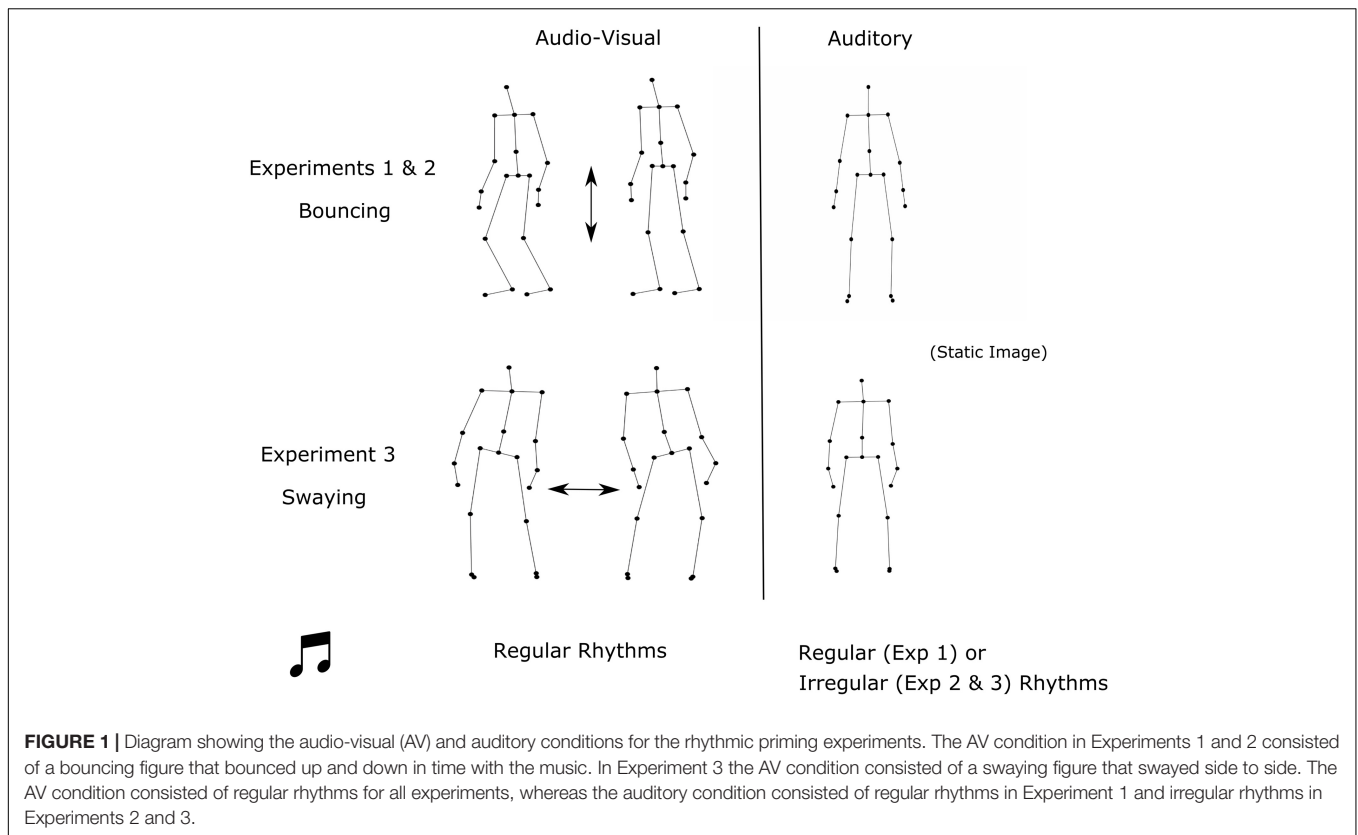 Audio-Visual
Auditory
Experiments 1 & 2
Bouncing
(Static Image)
Experiment 3
Swaying
Regular Rhythms
Regular (Exp 1) or
Irregular (Exp 2 & 3) Rhythms
FIGURE 1 | Diagram showing the audio-visual (AV) and auditory conditions for the rhythmic priming experiments. The AV condition in Experiments 1 and 2 consisted
of a bouncing figure that bounced up and down in time with the music. In Experiment 3 the AV condition consisted of a swaying figure that swayed side to side. The
AV condition consisted of regular rhythms for all experiments, whereas the auditory condition consisted of regular rhythms in Experiment 1 and irregular rhythms in
Experiments 2 and 3.